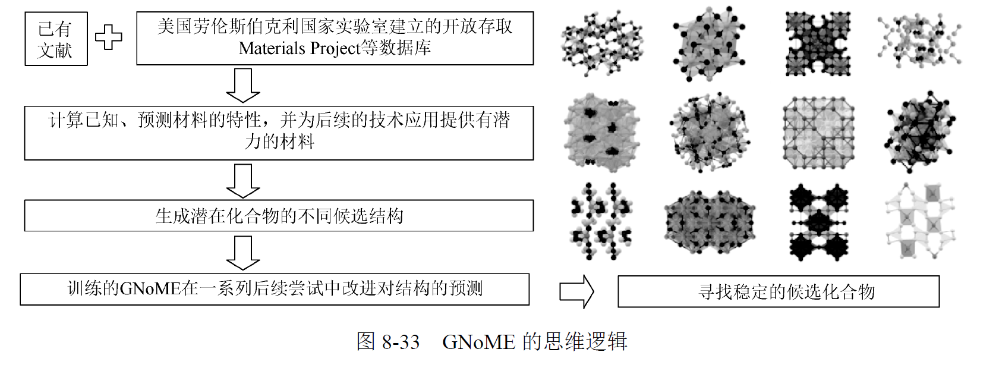 已有
文献
美国劳伦斯伯克利国家实验室建立的开放存取
Materials Project等数据库
计算已知、预测材料的特性，并为后续的技术应用提供有潜
力的材料
生成潜在化合物的不同候选结构
训练的GNoME在一系列后续尝试中改进对结构的预测
寻找稳定的候选化合物
图 8-33 GNoME 的思维逻辑